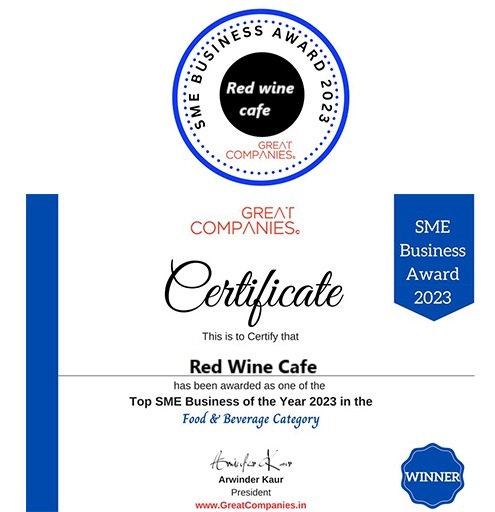 SME BUSINESS AWARD 2023
Red wine
cafe
GREAT
COMPANIES
GREAT
COMPANIES
SME
Business
Award
2023
Certificate
This is to Certify that
Red Wine Cafe
has been awarded as one of the
Top SME Business of the Year 2023 in the
Food & Beverage Category
Arwinder Kaur
Arwinder Kaur
President
www.GreatCompanies.in
WINNER